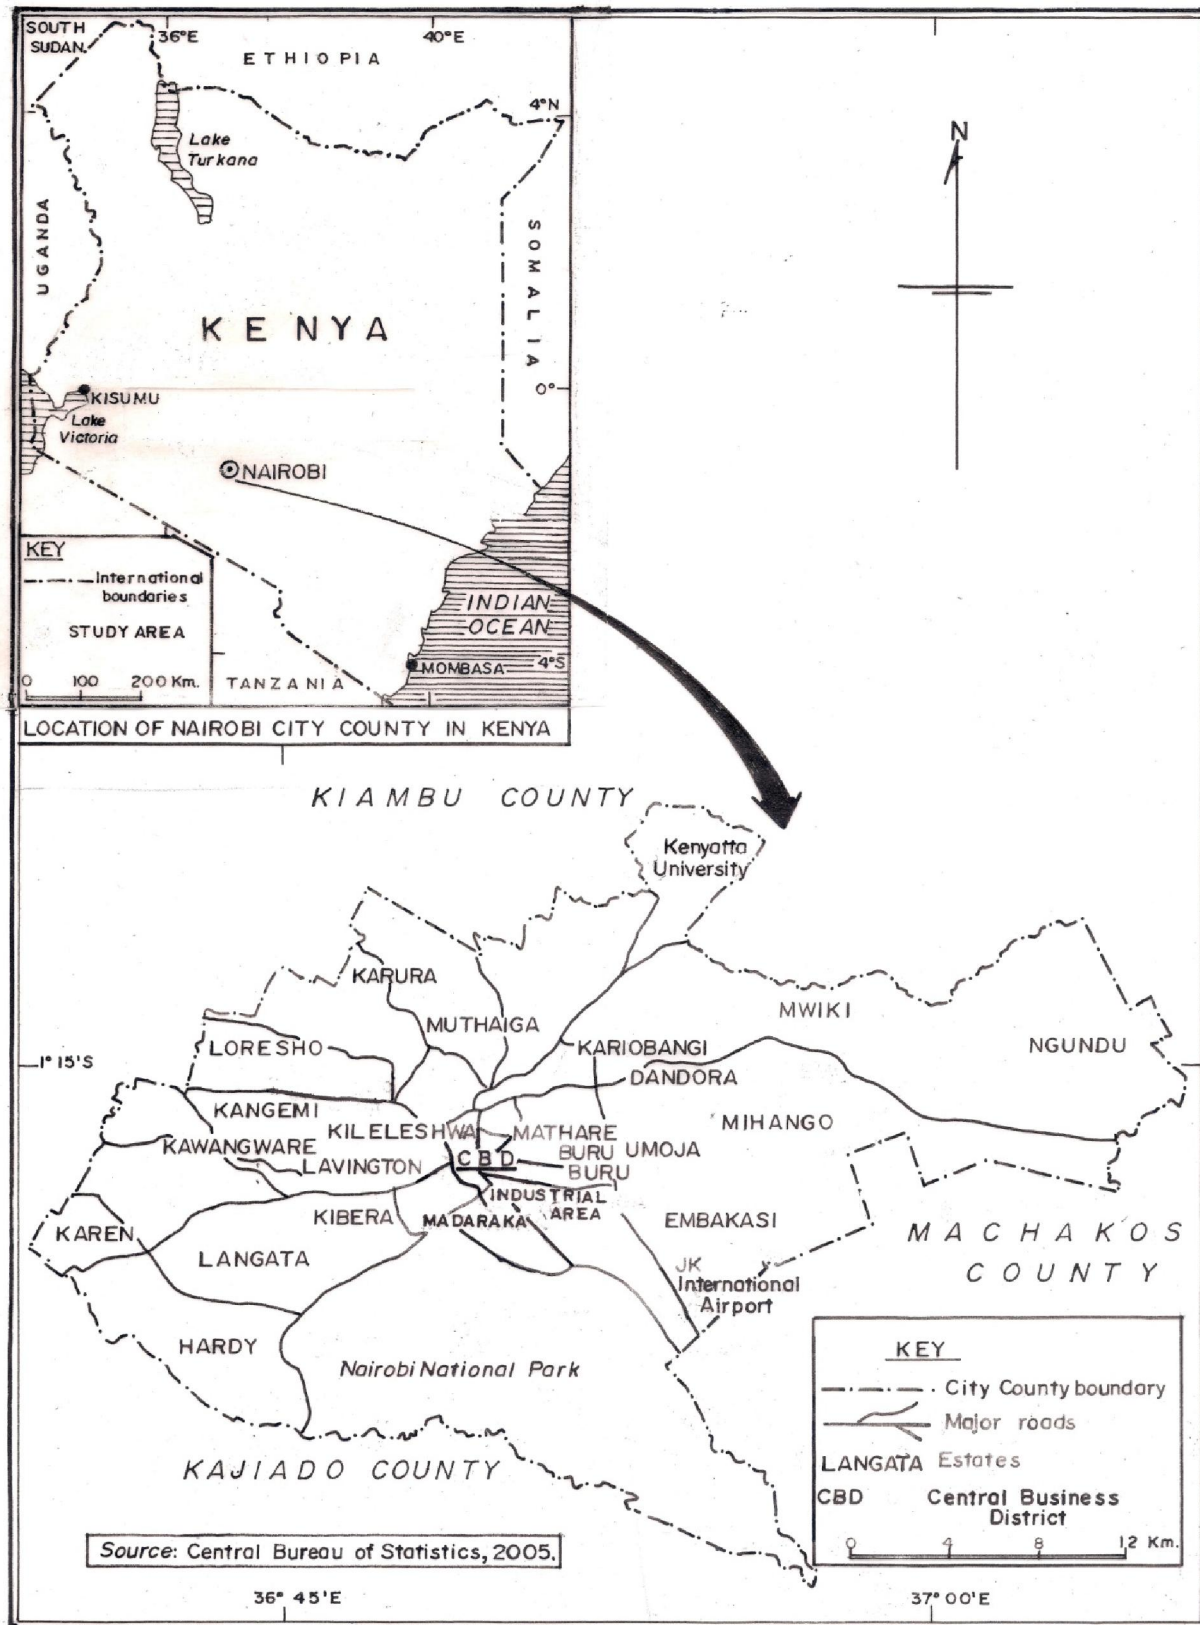 SOUTH
SUDAN
36°E
40°E
ETHIOPIA
4°N
Lake
Turkana
UGANDA
SOMALIA
KENYA
0°
KISUMU
Lake
Victoria
NAIROBI
KEY
International
boundaries
STUDY AREA
0 100 200 Km.
TANZANIA
INDIAN
OCEAN
4°S
MOMBASA
LOCATION OF NAIROBI CITY COUNTY IN KENYA
N
KIAMBU COUNTY
Kenyatta
University
KARURA
MUTHAIGA
MWIKI
LORESHO
KARIOBANGI
NGUNDU
1° 15'S
DANDORA
KANGEMI
MIHANGO
KILELESHWA
MATHARE
KAWANGWARE
BURU UMOJA
BURU
LAVINGTON
CBD
INDUSTRIAL
AREA
KIBERA
MADARAKA
EMBAKASI
KAREN
LANGATA
MACHAKOS
COUNTY
JK
International
Airport
HARDY
Nairobi National Park
KAJIADO COUNTY
KEY
City County boundary
Major roads
LANGATA Estates
CBD Central Business
District
0 4 8 12 Km.
Source: Central Bureau of Statistics, 2005.
36° 45'E
37° 00'E